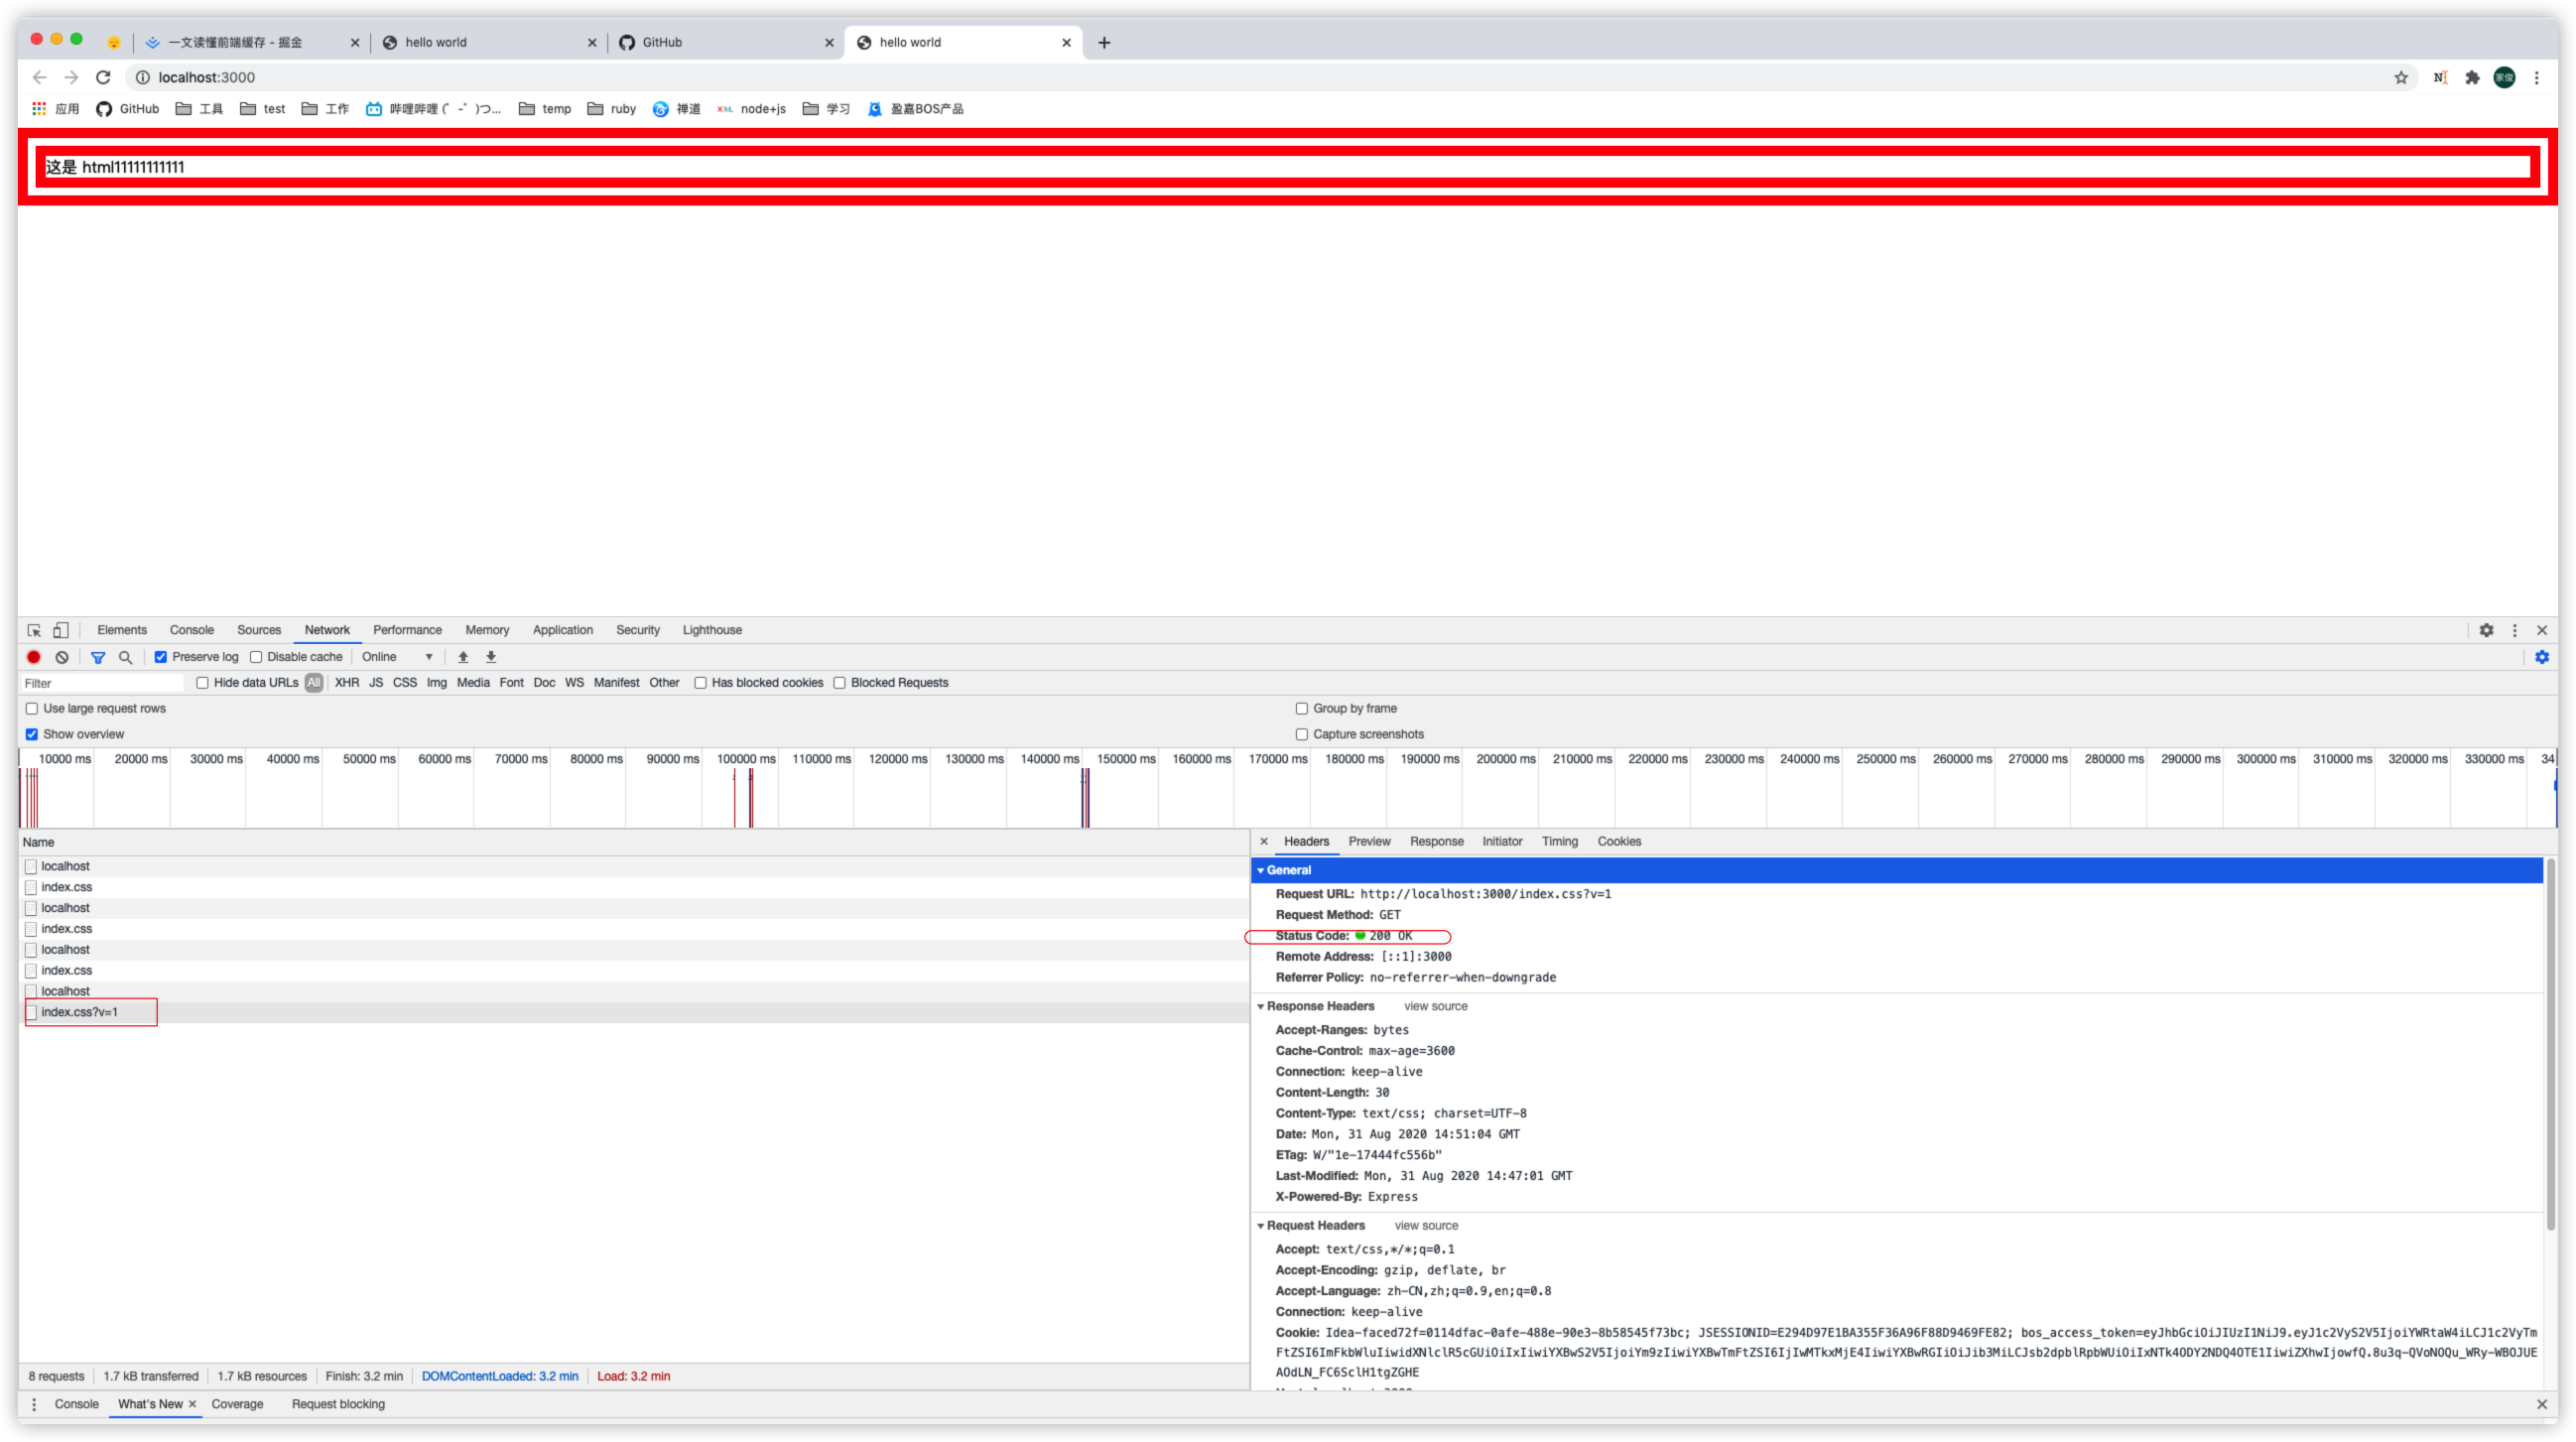 一文读懂前端缓存 - 掘金
hello world
GitHub
hello world
localhost:3000
应用
GitHub
工具
test
工作
哔哩哔哩 (゜-゜)つ...
temp
ruby
禅道
node+js
学习
盈嘉BOS产品
这是 html11111111111
Elements Console Sources Network Performance Memory Application Security Lighthouse
Preserve log Disable cache Online
Filter Hide data URLs All XHR JS CSS Img Media Font Doc WS Manifest Other Has blocked cookies Blocked Requests
Use large request rows Group by frame
Show overview Capture screenshots
10000 ms 20000 ms 30000 ms 40000 ms 50000 ms 60000 ms 70000 ms 80000 ms 90000 ms 100000 ms 110000 ms 120000 ms 130000 ms 140000 ms 150000 ms 160000 ms 170000 ms 180000 ms 190000 ms 200000 ms 210000 ms 220000 ms 230000 ms 240000 ms 250000 ms 260000 ms 270000 ms 280000 ms 290000 ms 300000 ms 310000 ms 320000 ms 330000 ms 34
Name
localhost
index.css
localhost
index.css
localhost
index.css
localhost
index.css?v=1
Headers Preview Response Initiator Timing Cookies
General
Request URL: http://localhost:3000/index.css?v=1
Request Method: GET
Status Code: 200 OK
Remote Address: [::1]:3000
Referrer Policy: no-referrer-when-downgrade
Response Headers view source
Accept-Ranges: bytes
Cache-Control: max-age=3600
Connection: keep-alive
Content-Length: 30
Content-Type: text/css; charset=UTF-8
Date: Mon, 31 Aug 2020 14:51:04 GMT
ETag: W/"1e-17444fc556b"
Last-Modified: Mon, 31 Aug 2020 14:47:01 GMT
X-Powered-By: Express
Request Headers view source
Accept: text/css,*/*;q=0.1
Accept-Encoding: gzip, deflate, br
Accept-Language: zh-CN,zh;q=0.9,en;q=0.8
Connection: keep-alive
Cookie: Idea-faced72f=0114dfac-0afe-488e-90e3-8b58545f73bc; JSESSIONID=E294D97E1BA355F36A96F88D9469FE82; bos_access_token=eyJhbGciOiJIUzI1NiJ9.eyJ1c2VyS2V5IjoiYWRtaW4iLCJ1c2VyTm
FtZSI6ImFkbWluIiwidXNlclR5cGUiOiIxIiwiYXBwS2V5IjoiYm9zIiwiYXBwTmFtZSI6IjIwMTkxMjE4IiwiYXBwRGIiOiJib3MiLCJsb2dpblRpbWUiOiIxNTk4ODY2NDQ4OTE1IiwiZXhwIjowfQ.8u3q-QVoNOQu_WRy-WBOJUE
AOdLN_FC6SclH1tgZGHE
8 requests 1.7 kB transferred 1.7 kB resources Finish: 3.2 min DOMContentLoaded: 3.2 min Load: 3.2 min
Console What's New Coverage Request blocking